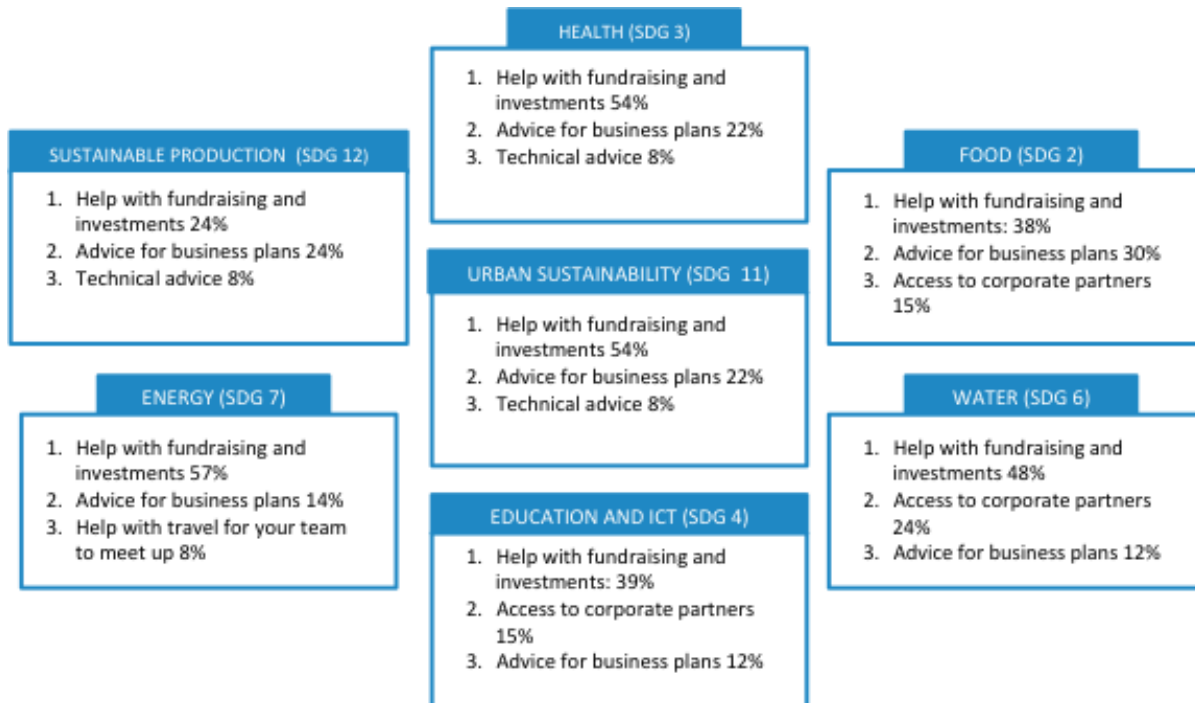 HEALTH (SDG 3)
1. Help with fundraising and
investments 54%
2. Advice for business plans 22%
3. Technical advice 8%
SUSTAINABLE PRODUCTION (SDG 12)
1. Help with fundraising and
investments 24%
2. Advice for business plans 24%
3. Technical advice 8%
FOOD (SDG 2)
1. Help with fundraising and
investments: 38%
2. Advice for business plans 30%
3. Access to corporate partners
15%
URBAN SUSTAINABILITY (SDG 11)
1. Help with fundraising and
investments 54%
2. Advice for business plans 22%
3. Technical advice 8%
ENERGY (SDG 7)
1. Help with fundraising and
investments 57%
2. Advice for business plans 14%
3. Help with travel for your team
to meet up 8%
WATER (SDG 6)
1. Help with fundraising and
investments 48%
2. Access to corporate partners
24%
3. Advice for business plans 12%
EDUCATION AND ICT (SDG 4)
1. Help with fundraising and
investments: 39%
2. Access to corporate partners
15%
3. Advice for business plans 12%